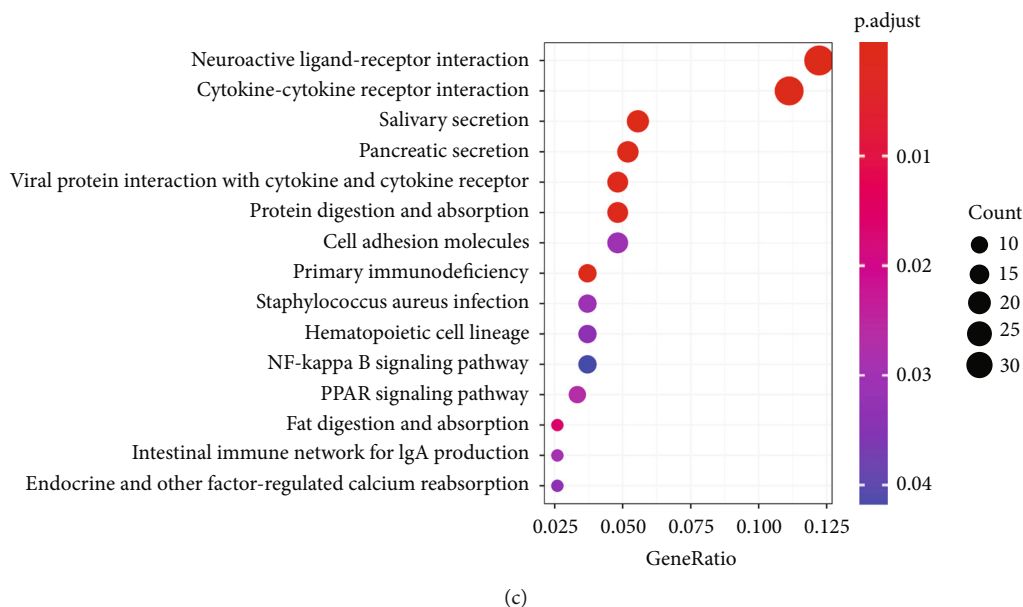 p.adjust
Neuroactive ligand-receptor interaction
Cytokine-cytokine receptor interaction
Salivary secretion
Pancreatic secretion
Viral protein interaction with cytokine and cytokine receptor
Protein digestion and absorption
Cell adhesion molecules
Primary immunodeficiency
Staphylococcus aureus infection
Hematopoietic cell lineage
NF-kappa B signaling pathway
PPAR signaling pathway
Fat digestion and absorption
Intestinal immune network for lgA production
Endocrine and other factor-regulated calcium reabsorption
0.025 0.050 0.075 0.100 0.125
GeneRatio
0.01
0.02
0.03
0.04
Count
10
15
20
25
30
(c)